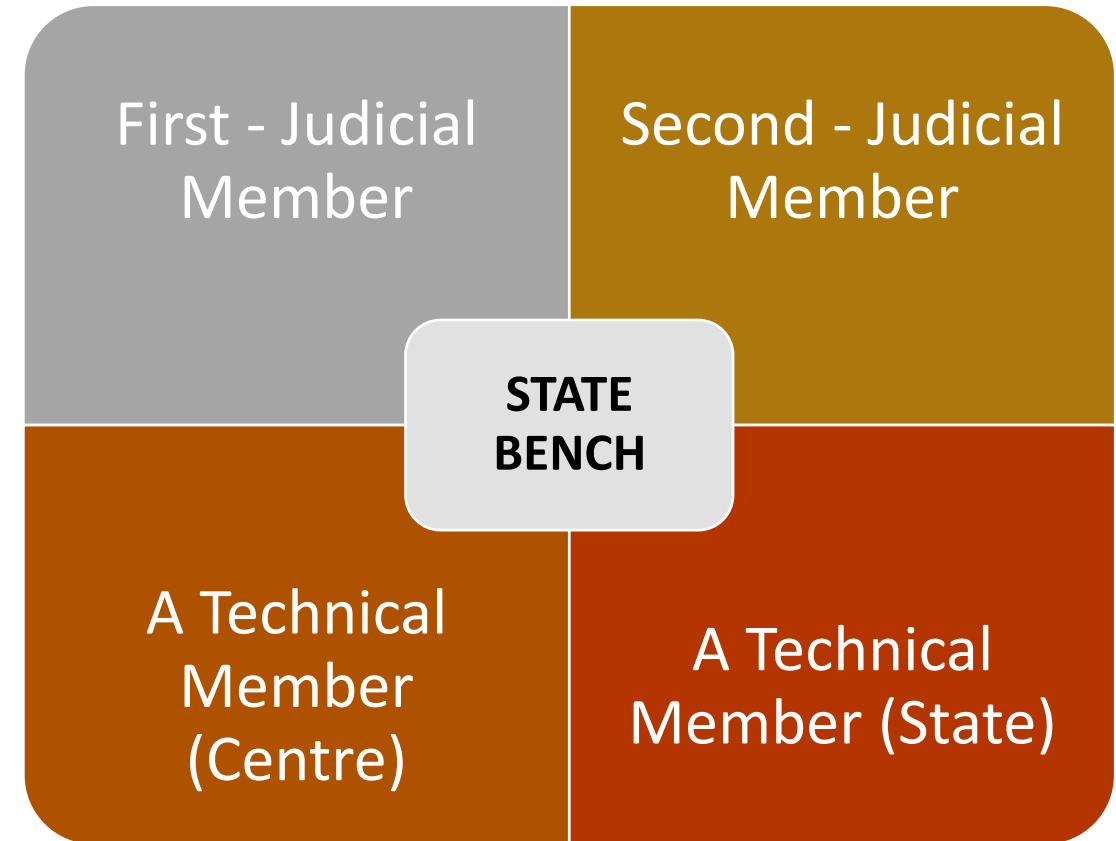 First - Judicial
Member
Second - Judicial
Member
STATE
BENCH
A Technical
Member
(Centre)
A Technical
Member (State)